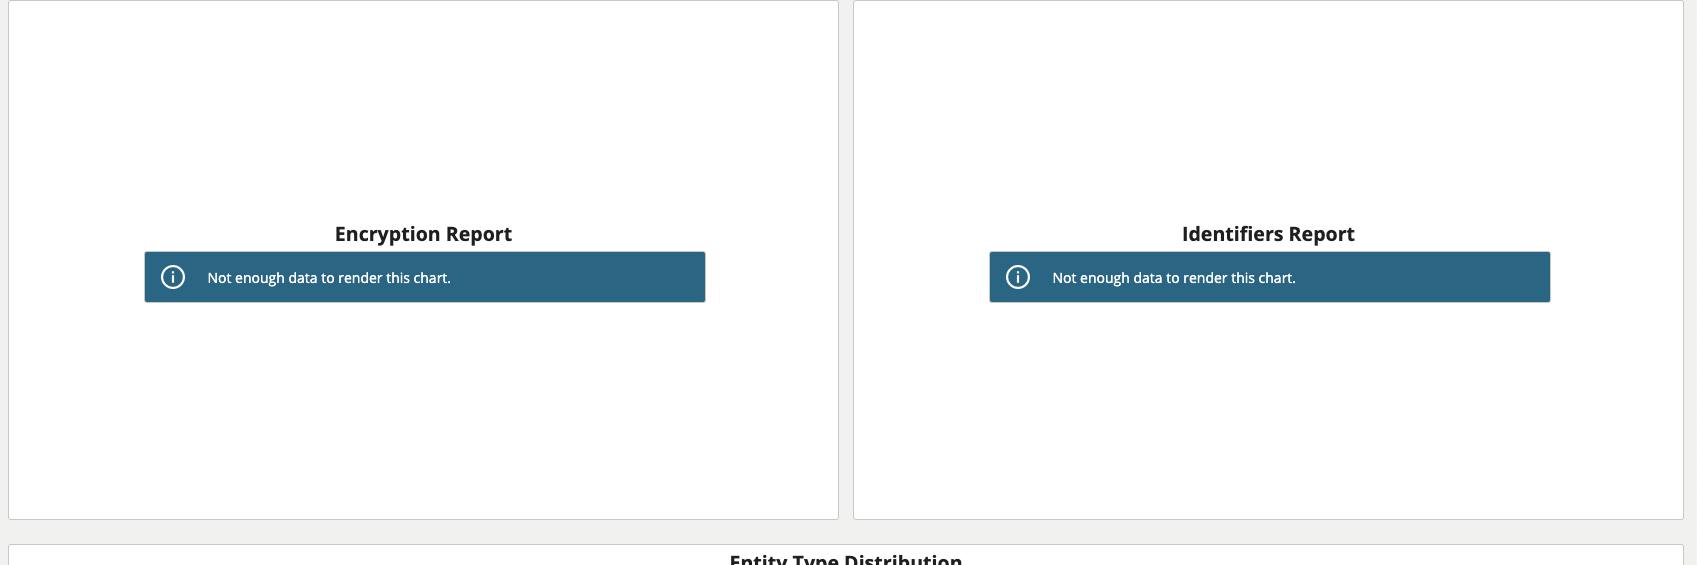 Encryption Report
Not enough data to render this chart.
Identifiers Report
Not enough data to render this chart.
Entity Type Distribution